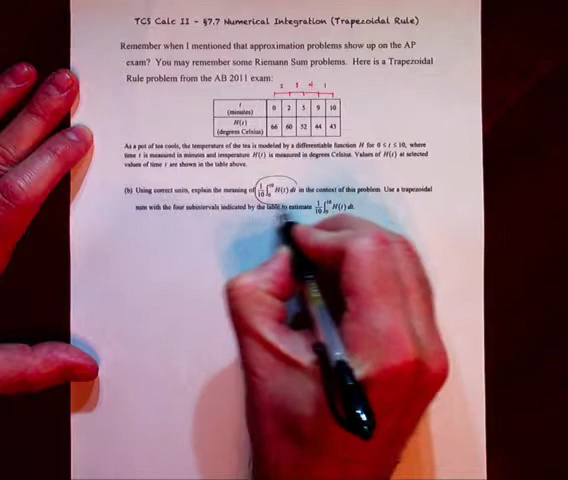 TCS Calc II - §7.7 Numerical Integration (Trapezoidal Rule)
Remember when I mentioned that approximation problems show up on the AP
exam? You may remember some Riemann Sum problems. Here is a Trapezoidal
Rule problem from the AB 2011 exam:
2 3 4 1
t (minutes) 0 2 5 9 10
H(t) (degrees Celsius) 66 60 52 44 43
As a pot of tea cools, the temperature of the tea is modeled by a differentiable function H for 0 ≤ t ≤ 10, where
time t is measured in minutes and temperature H(t) is measured in degrees Celsius. Values of H(t) at selected
values of time t are shown in the table above.
(b) Using correct units, explain the meaning of 1/10 ∫₀¹⁰ H(t) dt in the context of this problem. Use a trapezoidal
sum with the four subintervals indicated by the table to estimate 1/10 ∫₀¹⁰ H(t) dt.